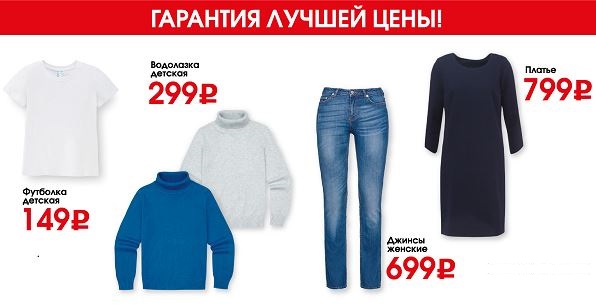 ГАРАНТИЯ ЛУЧШЕЙ ЦЕНЫ!
Водолазка
детская
299₽
Платье
799₽
Футболка
детская
149₽
Джинсы
женские
699₽